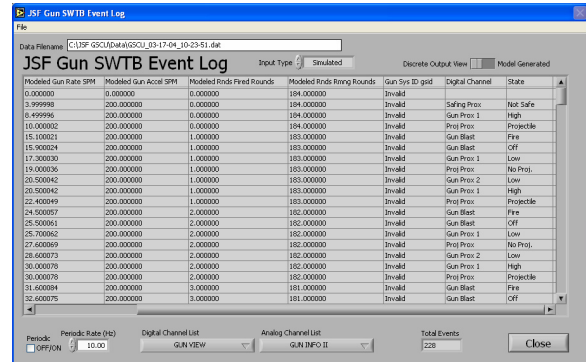 JSF Gun SWTB Event Log
File
Data Filename C:\JSF GSCU\Data\GSCU_03-17-04_10-23-51.dat
JSF Gun SWTB Event Log Input Type Simulated Discrete Output View Model Generated
Modeled Gun Rate SPM Modeled Gun Accel SPM Modeled Rnds Fired Rounds Modeled Rnds Rmng Rounds Gun Sys ID gsid Digital Channel State
0.000000 0.000000 0.000000 184.000000 Invalid
3.999998 200.000000 0.000000 184.000000 Invalid Safing Prox Not Safe
8.499996 200.000000 0.000000 184.000000 Invalid Gun Prox 1 High
10.000002 200.000000 0.000000 184.000000 Invalid Proj Prox Projectile
15.100021 200.000000 1.000000 183.000000 Invalid Gun Blast Fire
15.900024 200.000000 1.000000 183.000000 Invalid Gun Blast Off
17.300030 200.000000 1.000000 183.000000 Invalid Gun Prox 1 Low
19.000036 200.000000 1.000000 183.000000 Invalid Proj Prox No Proj.
20.500042 200.000000 1.000000 183.000000 Invalid Gun Prox 2 Low
20.500042 200.000000 1.000000 183.000000 Invalid Gun Prox 1 High
22.400049 200.000000 1.000000 183.000000 Invalid Proj Prox Projectile
24.500057 200.000000 2.000000 182.000000 Invalid Gun Blast Fire
25.500061 200.000000 2.000000 182.000000 Invalid Gun Blast Off
25.700062 200.000000 2.000000 182.000000 Invalid Gun Prox 1 Low
27.600069 200.000000 2.000000 182.000000 Invalid Proj Prox No Proj.
28.600073 200.000000 2.000000 182.000000 Invalid Gun Prox 2 Low
30.000078 200.000000 2.000000 182.000000 Invalid Gun Prox 1 High
30.000078 200.000000 2.000000 182.000000 Invalid Proj Prox Projectile
31.600084 200.000000 3.000000 181.000000 Invalid Gun Blast Fire
32.600075 200.000000 3.000000 181.000000 Invalid Gun Blast Off
Periodic Periodic Rate (Hz) Digital Channel List Analog Channel List Total Events
OFF/ON 10.00 GUN VIEW GUN INFO II 228 Close